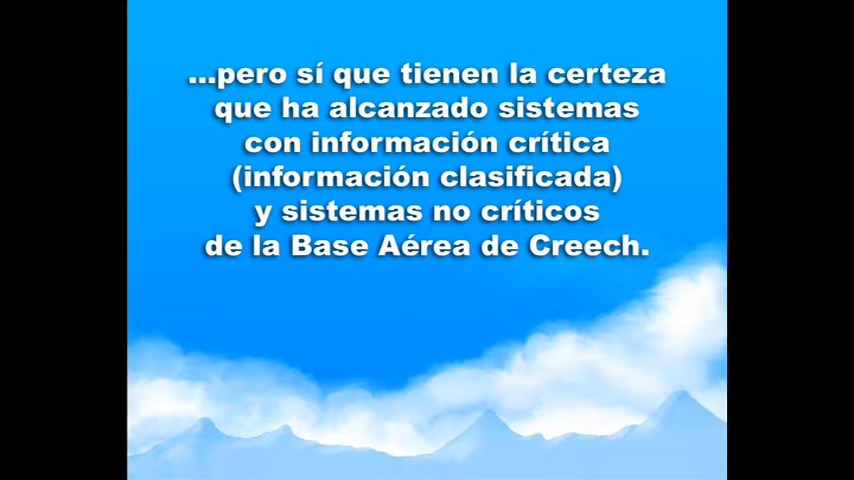 ...pero sí que tienen la certeza
que ha alcanzado sistemas
con información crítica
(información clasificada)
y sistemas no críticos
de la Base Aérea de Creech.